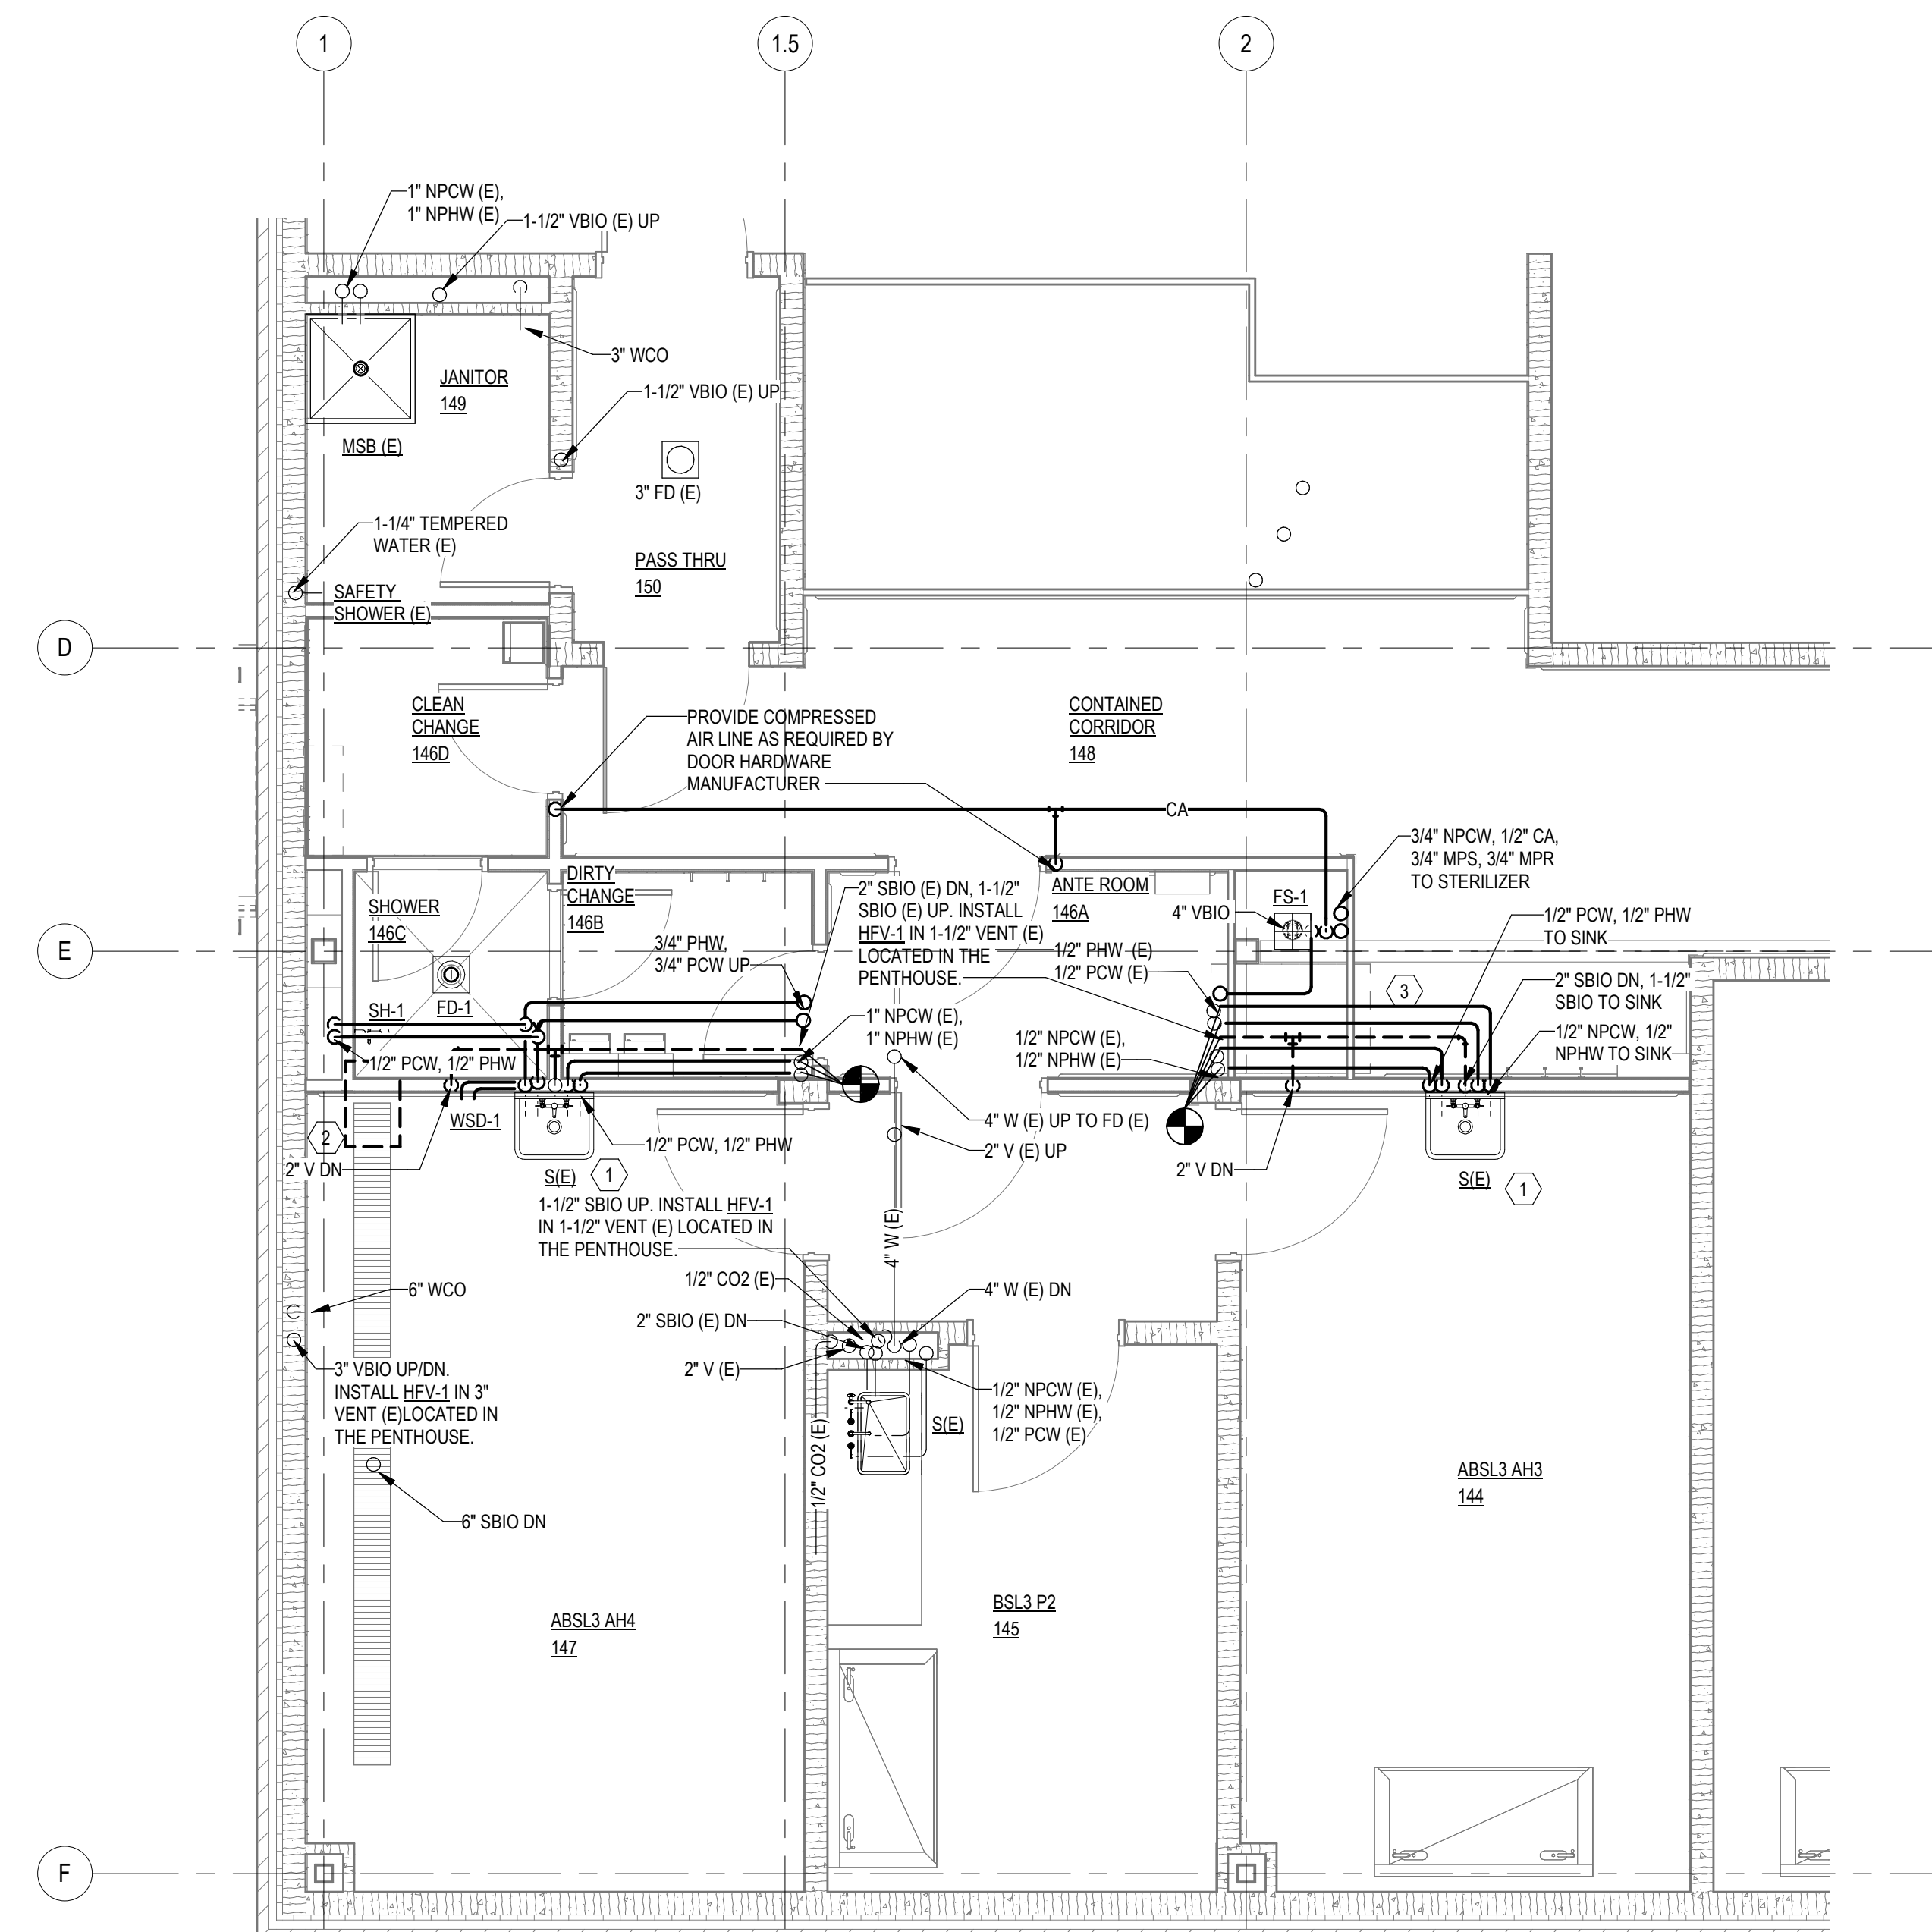 1
1.5
2
1" NPCW (E),
1" NPHW (E)
1-1/2" VBIO (E) UP
3" WCO
JANITOR
149
1-1/2" VBIO (E) UP
MSB (E)
3" FD (E)
1-1/4" TEMPERED
WATER (E)
PASS THRU
150
SAFETY
SHOWER (E)
D
CLEAN
CHANGE
146D
PROVIDE COMPRESSED
AIR LINE AS REQUIRED BY
DOOR HARDWARE
MANUFACTURER
CONTAINED
CORRIDOR
148
CA
3/4" NPCW, 1/2" CA,
3/4" MPS, 3/4" MPR
TO STERILIZER
DIRTY
CHANGE
146B
2" SBIO (E) DN, 1-1/2"
SBIO (E) UP. INSTALL
HFV-1 IN 1-1/2" VENT (E)
LOCATED IN THE
PENTHOUSE.
ANTE ROOM
146A
FS-1
4" VBIO
SHOWER
146C
1/2" PCW, 1/2" PHW
TO SINK
E
3/4" PHW,
3/4" PCW UP
1/2" PHW (E)
1/2" PCW (E)
2" SBIO DN, 1-1/2"
SBIO TO SINK
3
SH-1
FD-1
1" NPCW (E),
1" NPHW (E)
1/2" NPCW (E),
1/2" NPHW (E)
1/2" NPCW, 1/2"
NPHW TO SINK
1/2" PCW, 1/2" PHW
WSD-1
4" W (E) UP TO FD (E)
2
1/2" PCW, 1/2" PHW
2" V (E) UP
2" V DN
2" V DN
S(E)
1
S(E)
1
1-1/2" SBIO UP. INSTALL HFV-1
IN 1-1/2" VENT (E) LOCATED IN
THE PENTHOUSE.
4" W (E)
1/2" CO2 (E)
6" WCO
4" W (E) DN
2" SBIO (E) DN
2" V (E)
3" VBIO UP/DN.
INSTALL HFV-1 IN 3"
VENT (E)LOCATED IN
THE PENTHOUSE.
1/2" NPCW (E),
1/2" NPHW (E),
1/2" PCW (E)
S(E)
1/2" CO2 (E)
6" SBIO DN
ABSL3 AH3
144
BSL3 P2
145
ABSL3 AH4
147
F